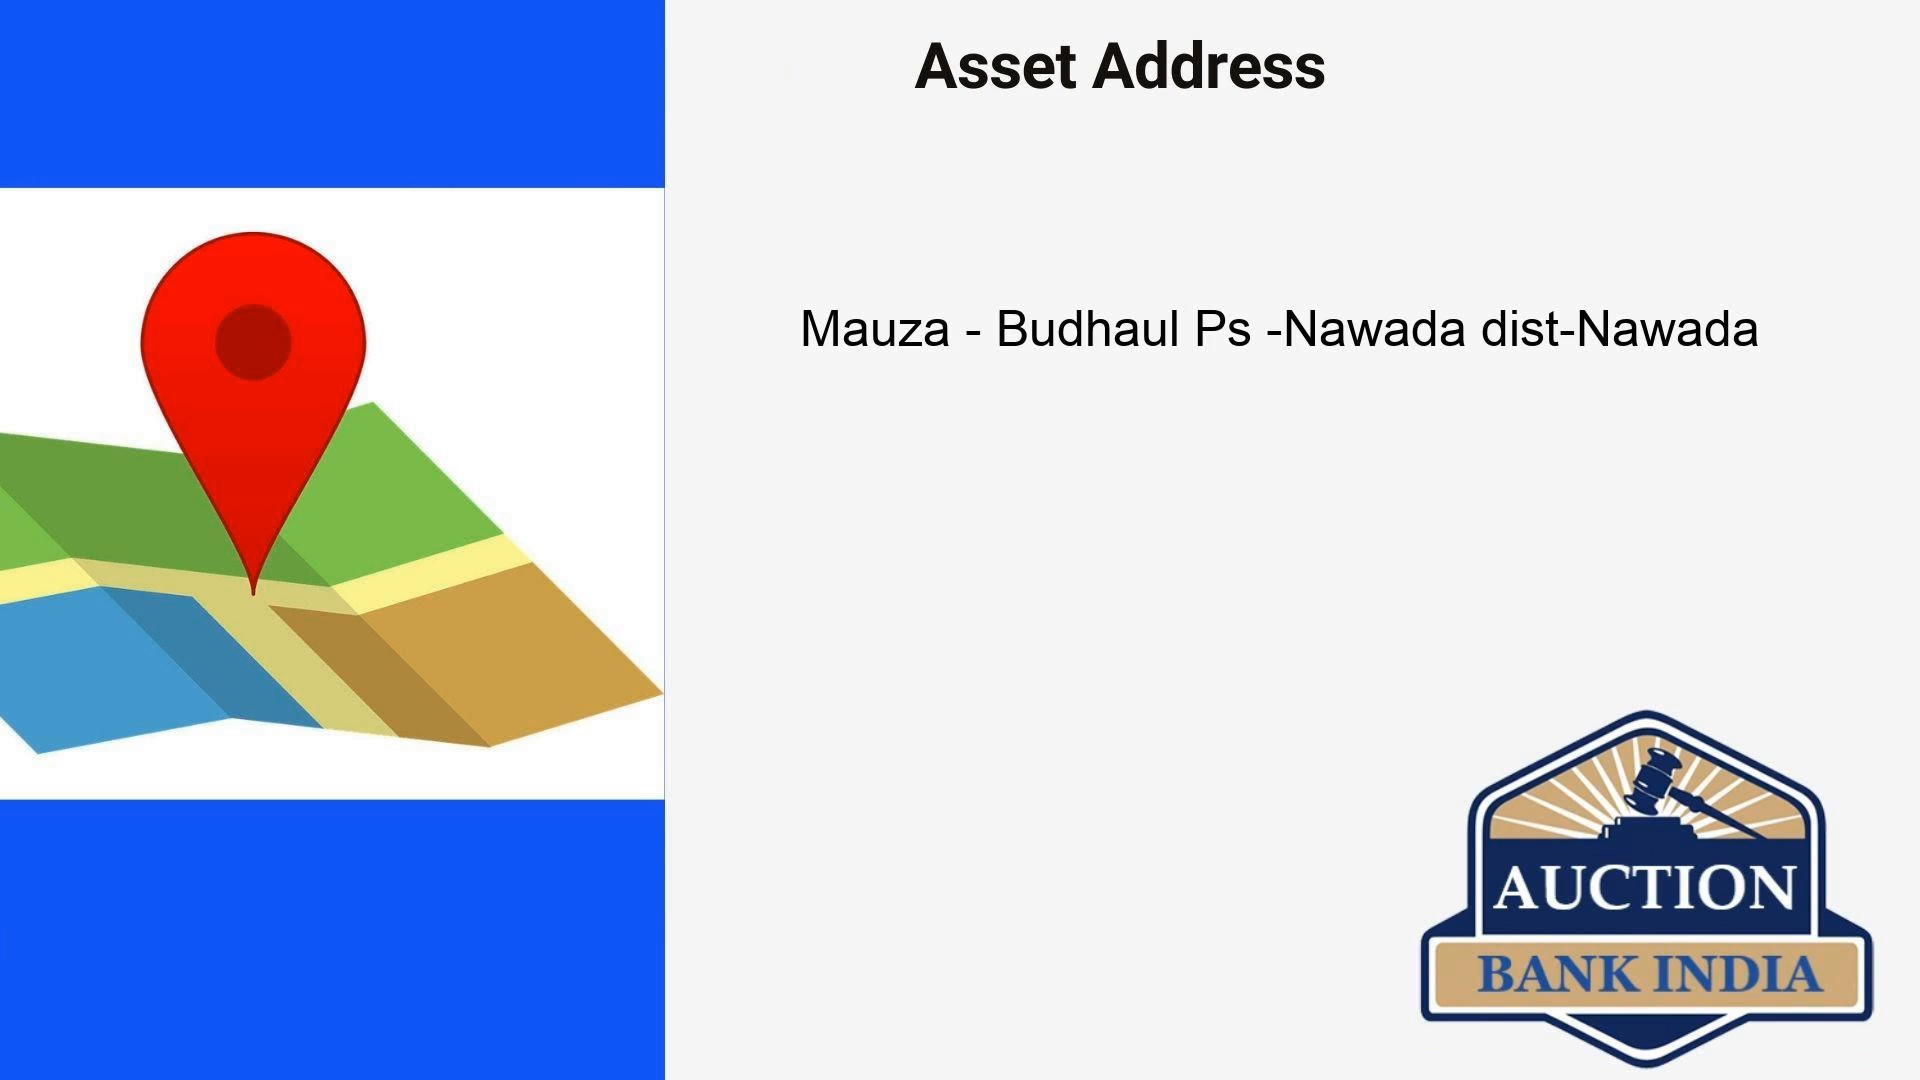 Asset Address
Mauza - Budhaul Ps -Nawada dist-Nawada
AUCTION
BANK INDIA